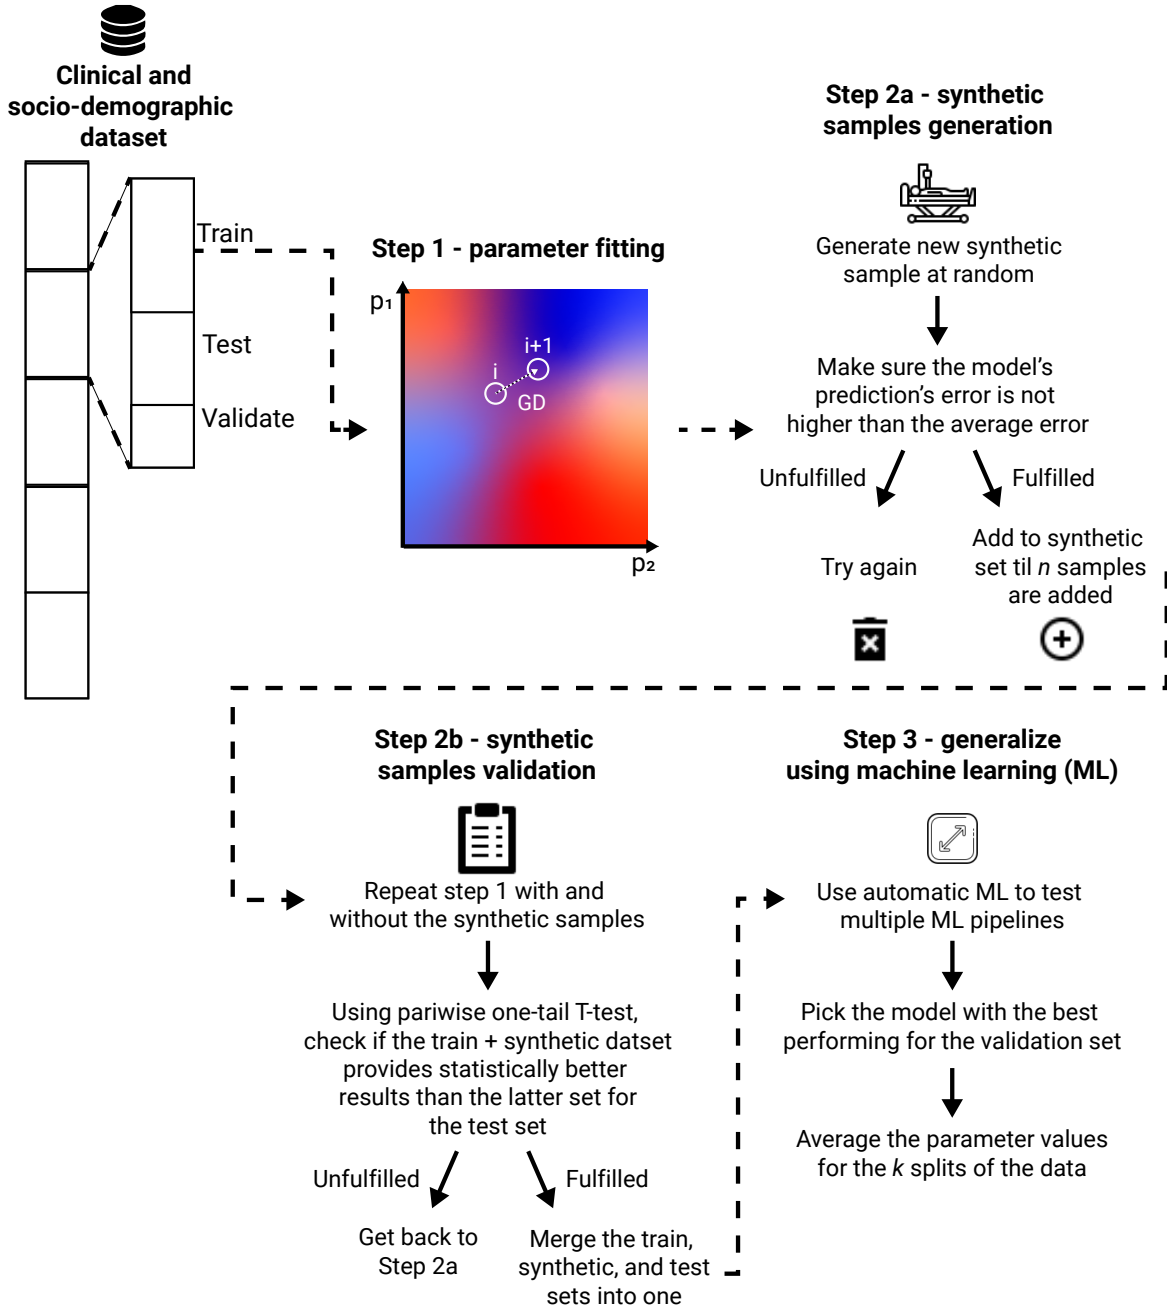 Clinical and
socio-demographic
dataset
Train
Test
Validate
Step 1 - parameter fitting
p₁
i
i+1
GD
p₂
Step 2a - synthetic
samples generation
Generate new synthetic
sample at random
Make sure the model's
prediction's error is not
higher than the average error
Unfulfilled
Fulfilled
Try again
Add to synthetic
set til n samples
are added
Step 2b - synthetic
samples validation
Repeat step 1 with and
without the synthetic samples
Using pariwise one-tail T-test,
check if the train + synthetic datset
provides statistically better
results than the latter set for
the test set
Unfulfilled
Fulfilled
Get back to
Step 2a
Merge the train,
synthetic, and test
sets into one
Step 3 - generalize
using machine learning (ML)
Use automatic ML to test
multiple ML pipelines
Pick the model with the best
performing for the validation set
Average the parameter values
for the k splits of the data